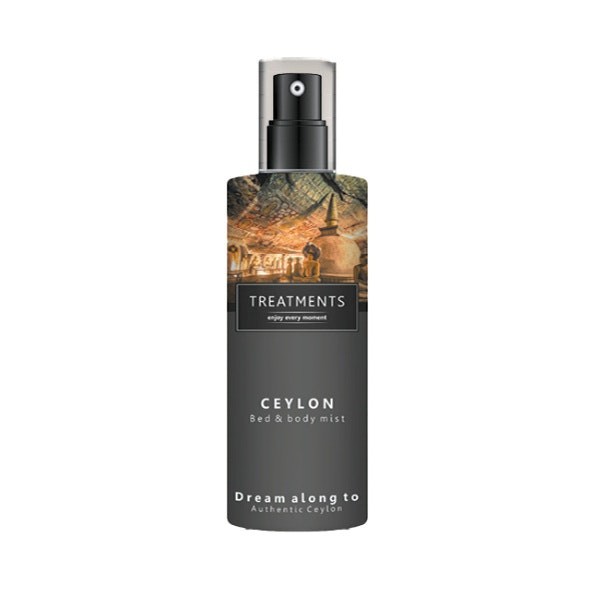 TREATMENTS
enjoy every moment
CEYLON
Bed & body mist
Dream along to
Authentic Ceylon